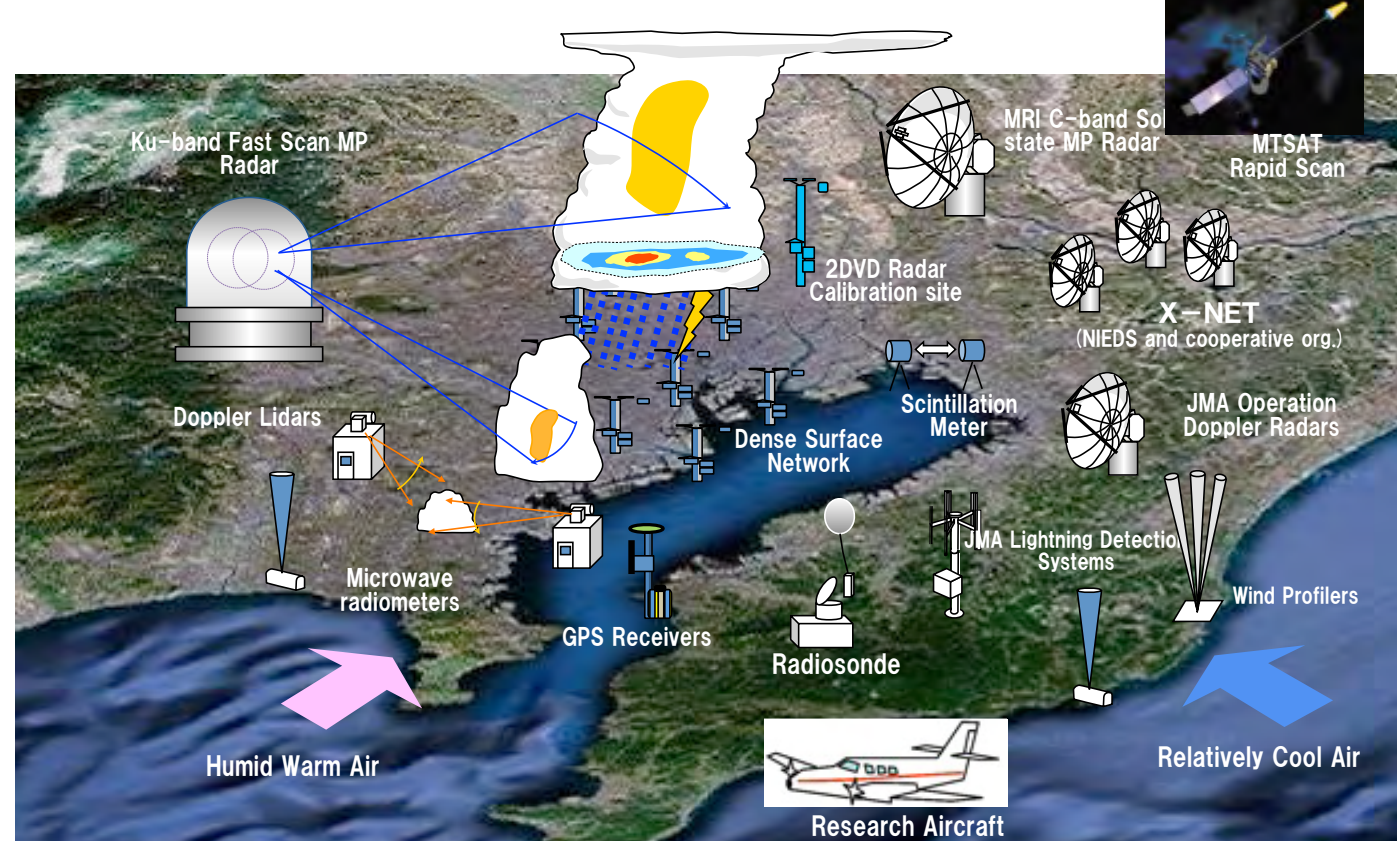 Ku-band Fast Scan MP
Radar
MRI C-band So
state MP Radar
MTSAT
Rapid Scan
2DVD Radar
Calibration site
X-NET
(NIEDS and cooperative org.)
Doppler Lidars
Scintillation
Meter
JMA Operation
Doppler Radars
Dense Surface
Network
JMA Lightning Detectio
Systems
Microwave
radiometers
Wind Profilers
GPS Receivers
Radiosonde
Humid Warm Air
Relatively Cool Air
Research Aircraft